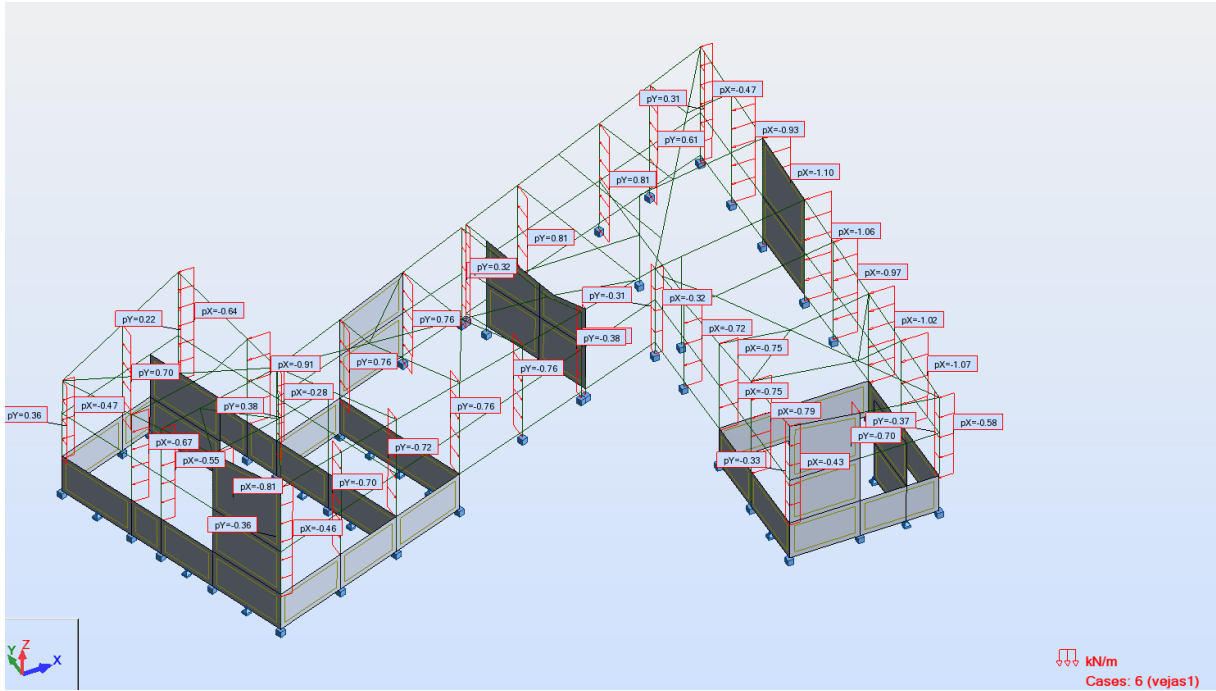 pX=-0.47
pY=0.31
pX=-0.93
pY=0.61
pX=-1.10
pY=0.81
pX=-1.06
pY=0.81
pY=0.32
pX=-0.97
pY=-0.31
pX=-0.32
pX=-0.64
pY=0.22
pY=0.76
pX=-1.02
pX=-0.72
pY=-0.38
pX=-0.75
pY=0.76
pX=-0.91
pY=-0.76
pX=-1.07
pY=0.70
pX=-0.28
pX=-0.75
pX=-0.47
pY=0.38
pY=-0.76
pX=-0.79
pY=0.36
pY=-0.37
pX=-0.58
pX=-0.67
pY=-0.72
pY=-0.70
pX=-0.55
pY=-0.33
pX=-0.43
pX=-0.81
pY=-0.70
pY=-0.36
pX=-0.46
Z
Y
X
kN/m
Cases: 6 (vejas1)